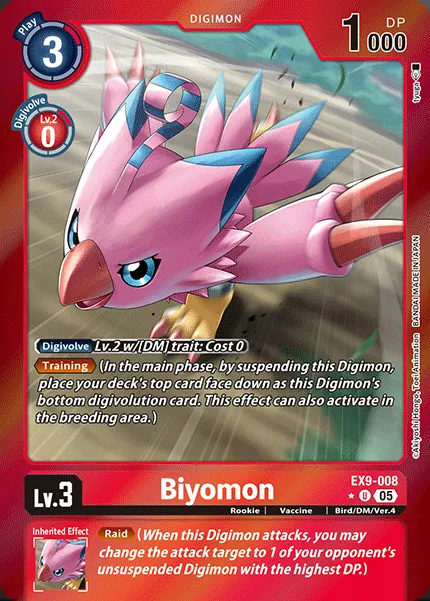 Play
3
DIGIMON
DP
1000
Digivolve
Lv.2
0
tyuga
Digivolve Lv.2 w/[DM] trait: Cost 0
Training (In the main phase, by suspending this Digimon,
place your deck's top card face down as this Digimon's
bottom digivolution card. This effect can also activate in
the breeding area.)
©Akiyoshi Hongo, Toei Animation BANDAI MADE IN JAPAN
Lv.3
Biyomon
EX9-008
U 05
Rookie | Vaccine | Bird/DM/Ver.4
Inherited Effect
Raid (When this Digimon attacks, you may
change the attack target to 1 of your opponent's
unsuspended Digimon with the highest DP.)